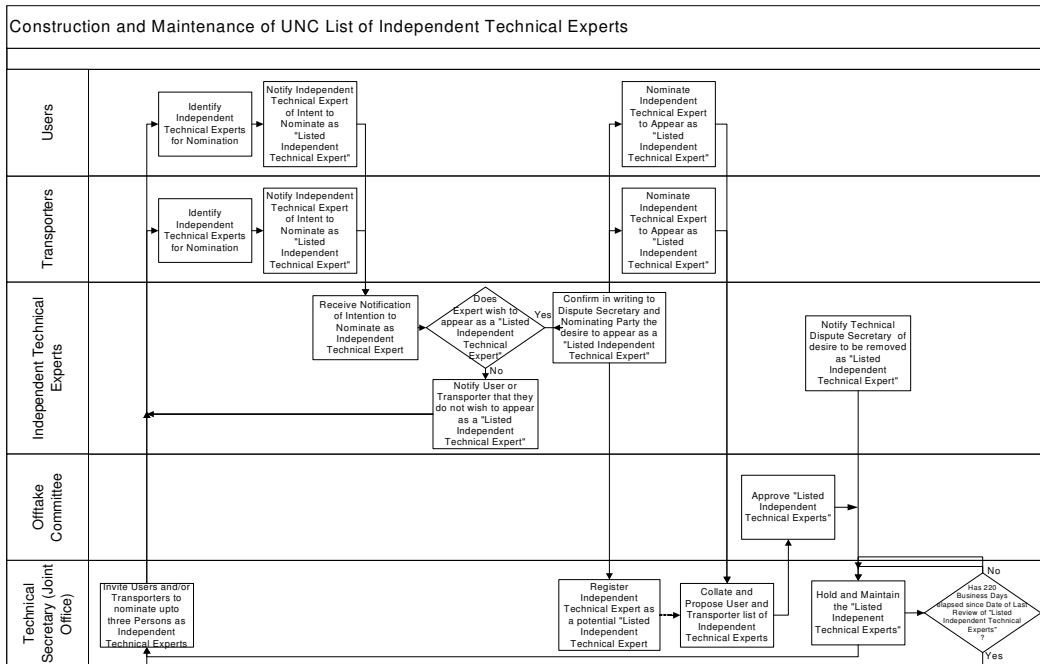 Construction and Maintenance of UNC List of Independent Technical Experts
Users
Identify
Independent
Technical Experts
for Nomination
Notify Independent
Technical Expert
of Intent to
Nominate as
"Listed
Independent
Technical Expert"
Nominate
Independent
Technical Expert
to Appear as
"Listed
Independent
Technical Expert"
Transporters
Identify
Independent
Technical Experts
for Nomination
Notify Independent
Technical Expert
of Intent to
Nominate as
"Listed
Independent
Technical Expert"
Nominate
Independent
Technical Expert
to Appear as
"Listed
Independent
Technical Expert"
Independent Technical
Experts
Receive Notification
of Intention to
Nominate as
Independent
Technical Expert
Does
Expert wish to
appear as a "Listed
Independent
Technical
Expert"
Yes
No
Confirm in writing to
Dispute Secretary and
Nominating Party the
desire to appear as a
"Listed Independent
Technical Expert"
Notify User or
Transporter that they
do not wish to appear
as a "Listed
Independent
Technical Expert"
Notify Technical
Dispute Secretary of
desire to be removed
as "Listed
Independent
Technical Expert"
Offtake
Committee
Approve "Listed
Independent
Technical Experts"
Technical
Secretary (Joint
Office)
Invite Users and/or
Transporters to
nominate upto
three Persons as
Independent
Technical Experts
Register
Independent
Technical Expert as
a potential "Listed
Independent
Technical Expert
Collate and
Propose User and
Transporter list of
Independent
Technical Experts
Hold and Maintain
the "Listed
Indepenent
Technical Experts"
No
Has 220
Business Days
elapsed since Date of Last
Review of "Listed
Independent Technical
Experts"
?
Yes